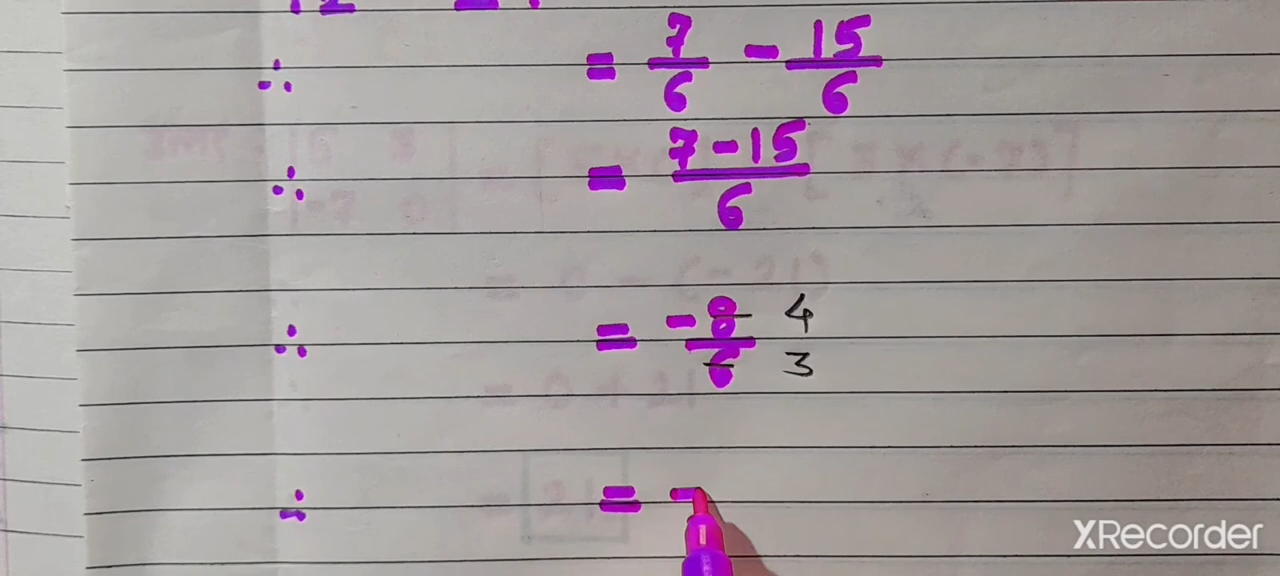 ∴ = 7/6 - 15/6
∴ = 7-15/6
∴ = -8/6 4/3
∴ = -
XRecorder